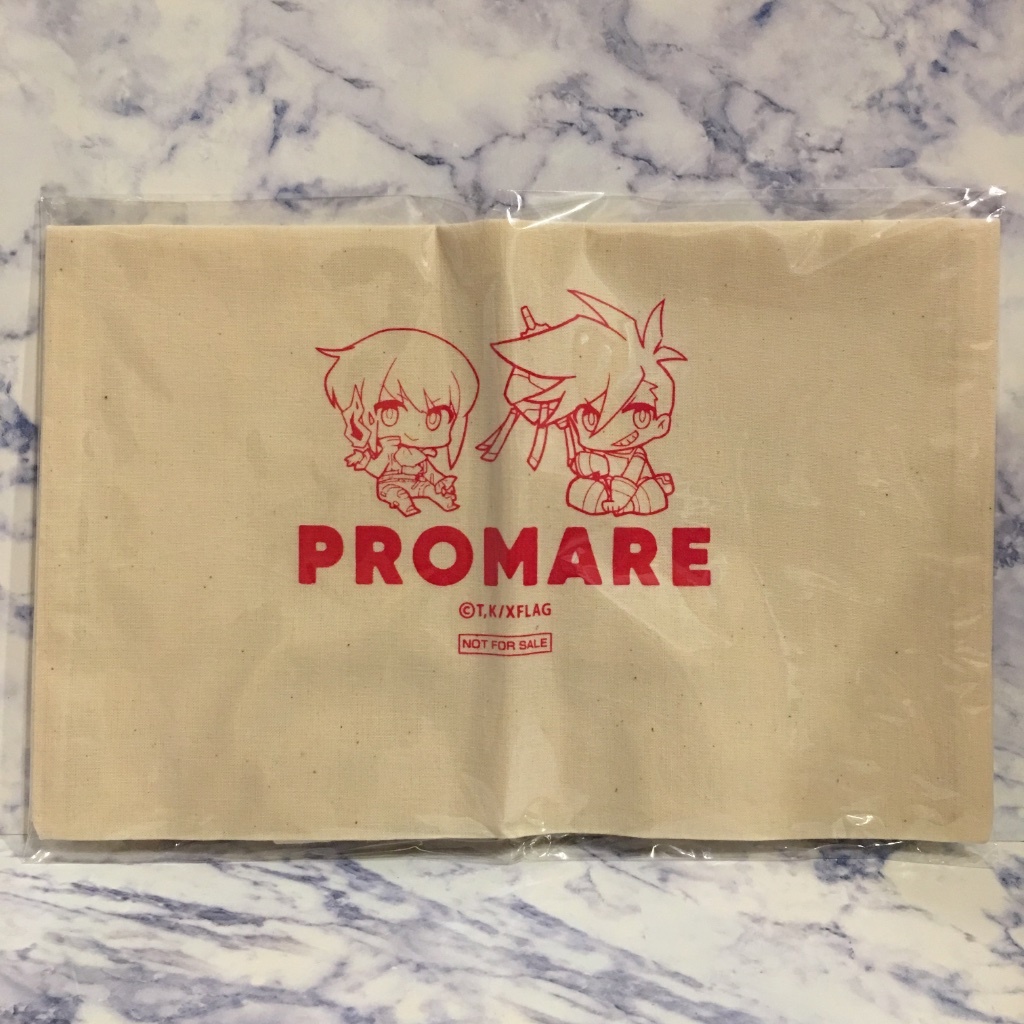 PROMARE
©T,K/XFLAG
NOT FOR SALE